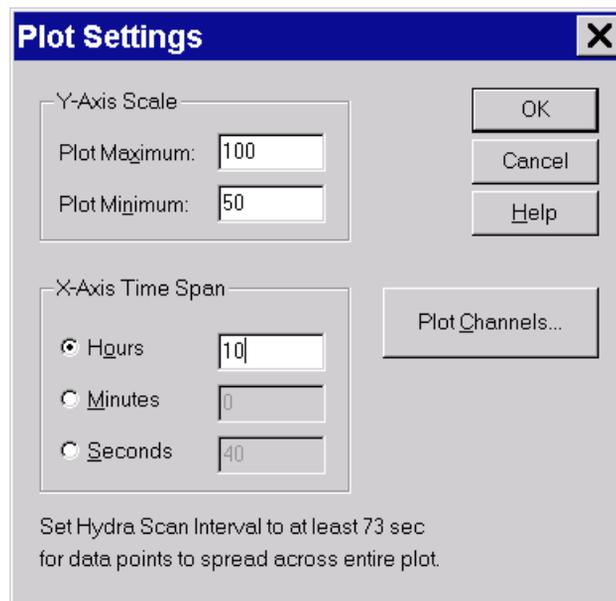 Plot Settings
Y-Axis Scale
Plot Maximum: 100
Plot Minimum: 50
OK
Cancel
Help
X-Axis Time Span
Hours 10
Minutes 0
Seconds 40
Plot Channels...
Set Hydra Scan Interval to at least 73 sec
for data points to spread across entire plot.